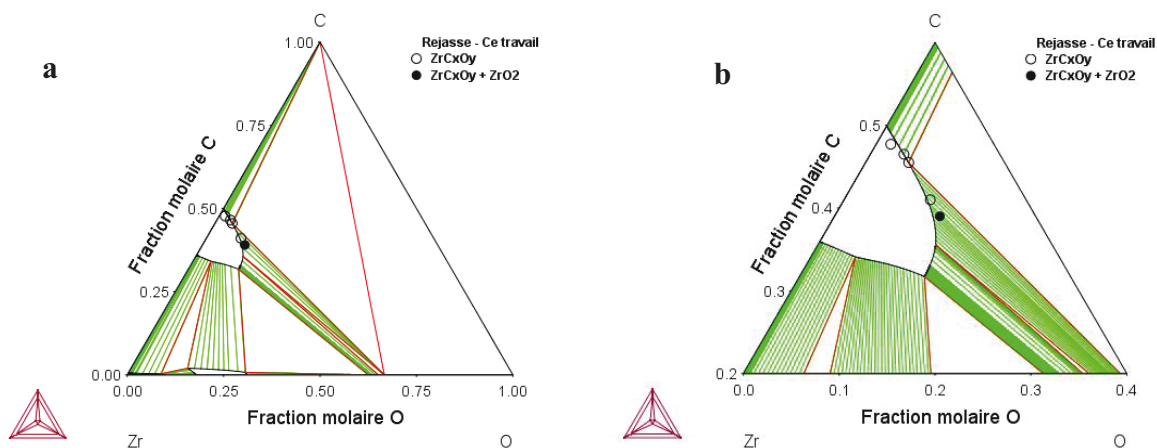 a
C
1.00
Rejasse - Ce travail
ZrCxOy
ZrCxOy + ZrO2
0.75
Fraction molaire C
0.50
0.25
0.00
0.00
0.25
0.50
0.75
1.00
Fraction molaire O
Zr
O
b
C
Rejasse - Ce travail
ZrCxOy
ZrCxOy + ZrO2
0.5
Fraction molaire C
0.4
0.3
0.2
0.0
0.1
0.2
0.3
0.4
Fraction molaire O
Zr
O